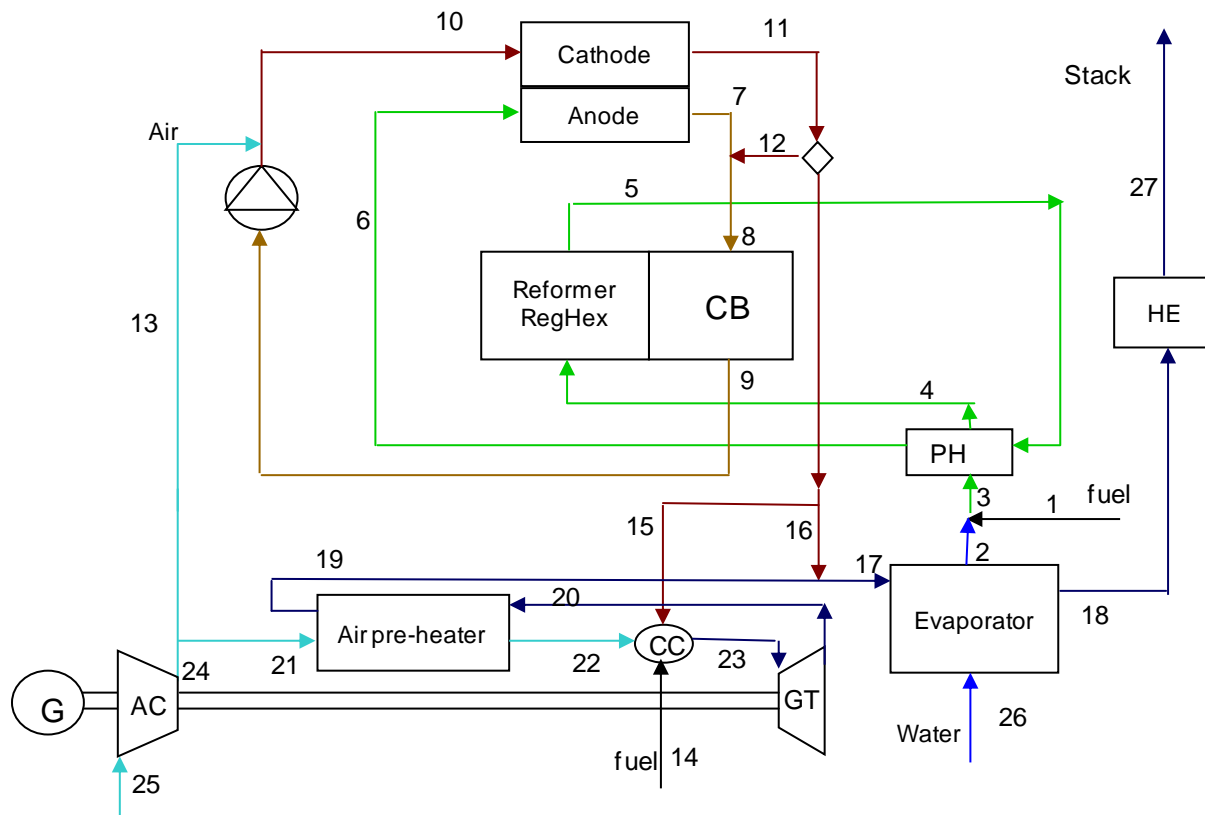 10
Cathode
11
Anode
7
Air
12
Stack
27
6
5
8
Reformer
RegHex
CB
HE
13
9
4
PH
3
1
fuel
15
16
2
17
19
20
Air pre-heater
21
22
CC
23
Evaporator
18
24
G
AC
GT
25
fuel
14
Water
26